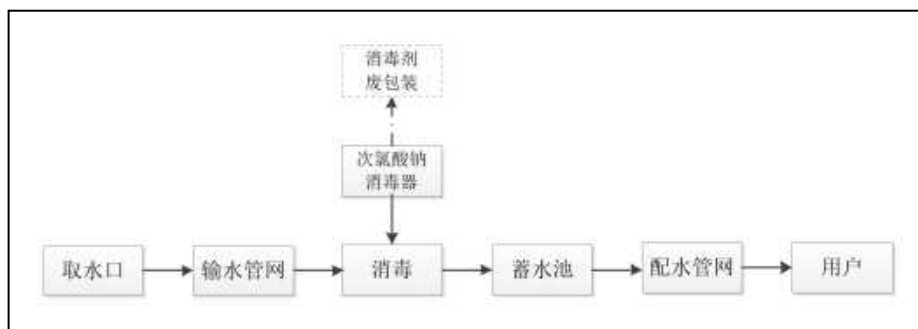 消毒剂
废包装
次氯酸钠
消毒器
取水口
输水管网
消毒
蓄水池
配水管网
用户